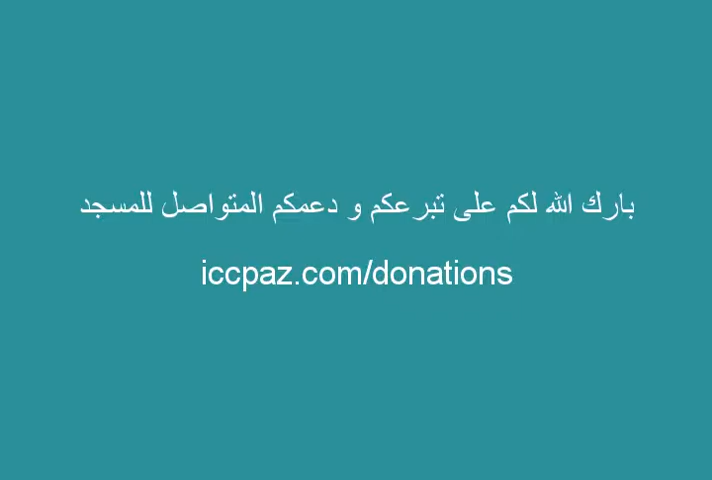 بارك الله لكم على تبرعكم و دعمكم المتواصل للمسجد
iccpaz.com/donations